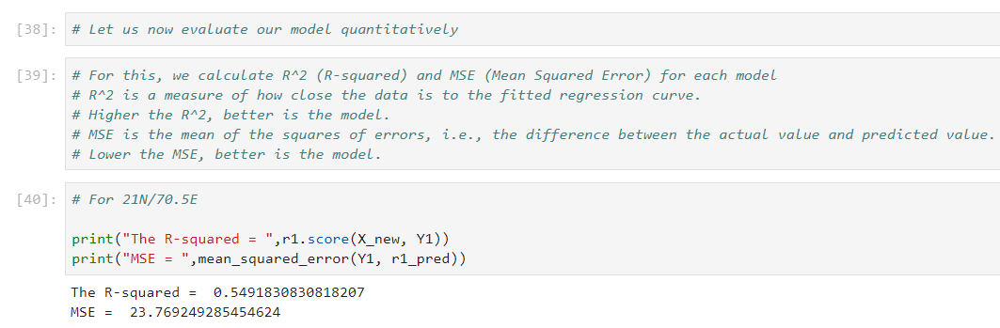 [38]: # Let us now evaluate our model quantitatively
[39]: # For this, we calculate R^2 (R-squared) and MSE (Mean Squared Error) for each model
# R^2 is a measure of how close the data is to the fitted regression curve.
# Higher the R^2, better is the model.
# MSE is the mean of the squares of errors, i.e., the difference between the actual value and predicted value.
# Lower the MSE, better is the model.
[40]: # For 21N/70.5E
print("The R-squared = ",r1.score(X_new, Y1))
print("MSE = ",mean_squared_error(Y1, r1_pred))
The R-squared =  0.5491830830818207
MSE =  23.769249285454624